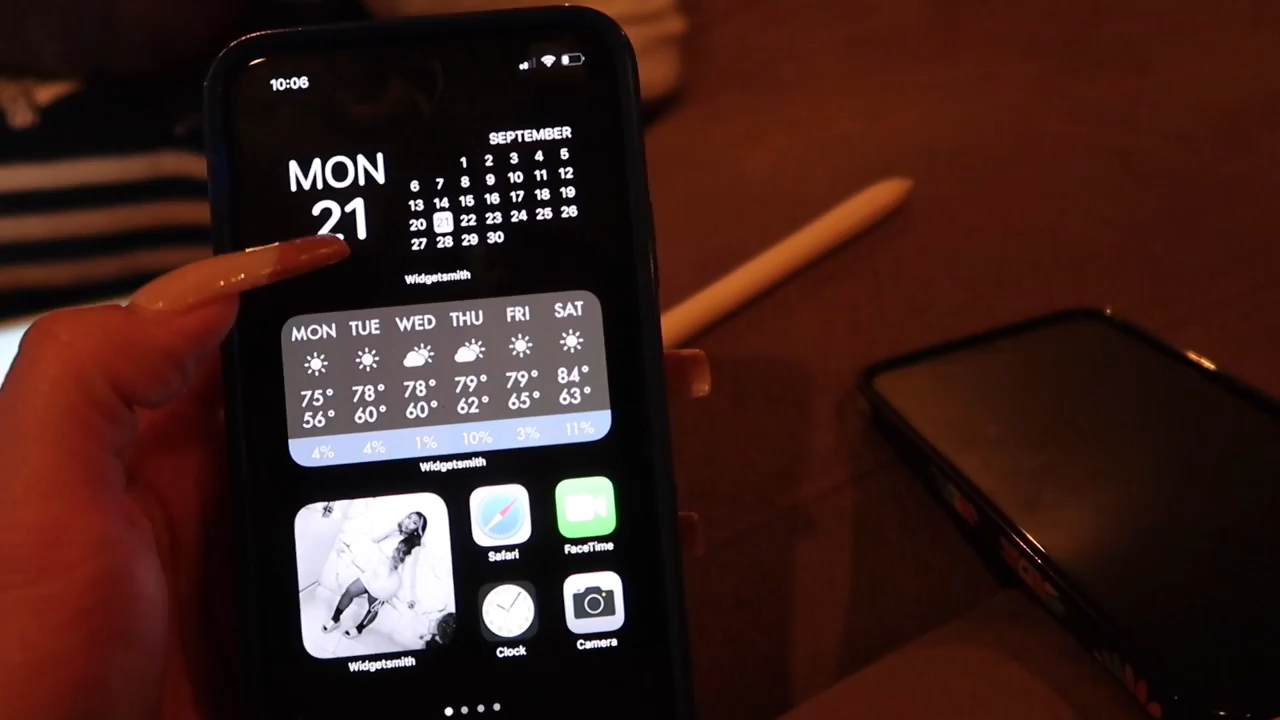 10:06
SEPTEMBER
MON
21
1 2 3 4 5
6 7 8 9 10 11 12
13 14 15 16 17 18 19
20 21 22 23 24 25 26
27 28 29 30
Widgetsmith
MON TUE WED THU FRI SAT
75° 78° 78° 79° 79° 84°
56° 60° 60° 62° 65° 63°
4% 4% 1% 10% 3% 11%
Widgetsmith
Safari FaceTime
Clock Camera
Widgetsmith